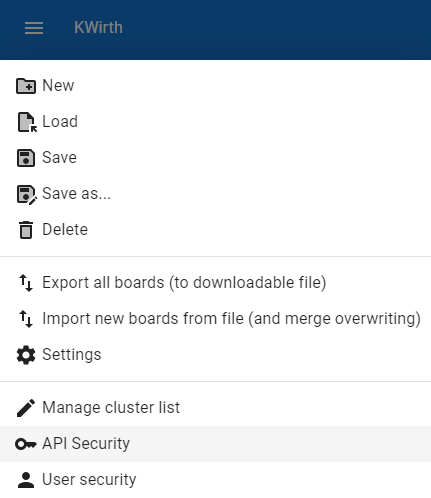 KWirth
New
Load
Save
Save as...
Delete
Export all boards (to downloadable file)
Import new boards from file (and merge overwriting)
Settings
Manage cluster list
API Security
User security